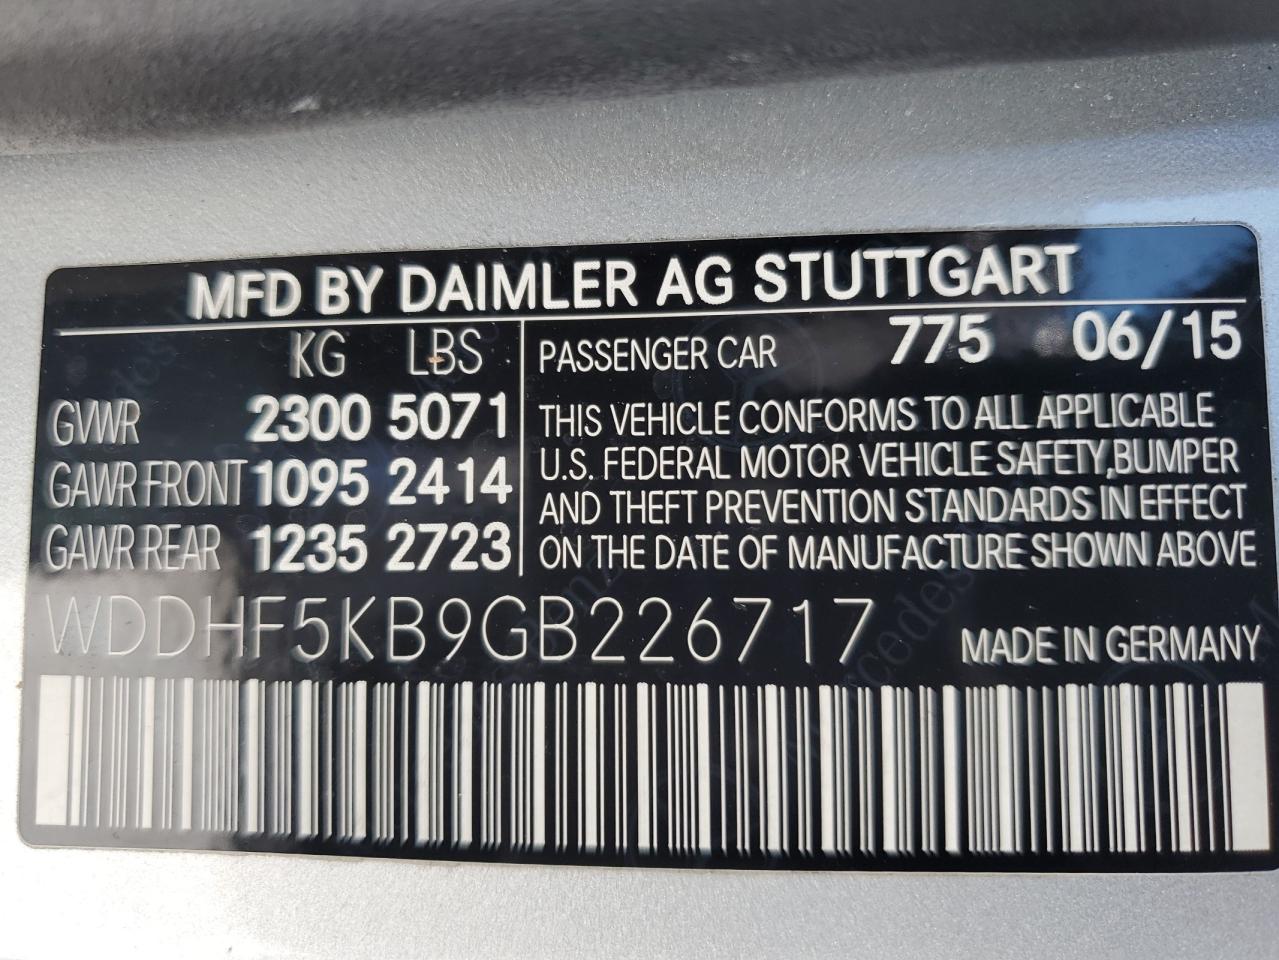 MFD BY DAIMLER AG STUTTGART
KG LBS
GVWR 2300 5071
GAWR FRONT 1095 2414
GAWR REAR 1235 2723
PASSENGER CAR 775 06/15
THIS VEHICLE CONFORMS TO ALL APPLICABLE
U.S. FEDERAL MOTOR VEHICLE SAFETY,BUMPER
AND THEFT PREVENTION STANDARDS IN EFFECT
ON THE DATE OF MANUFACTURE SHOWN ABOVE
WDDHF5KB9GB226717 MADE IN GERMANY